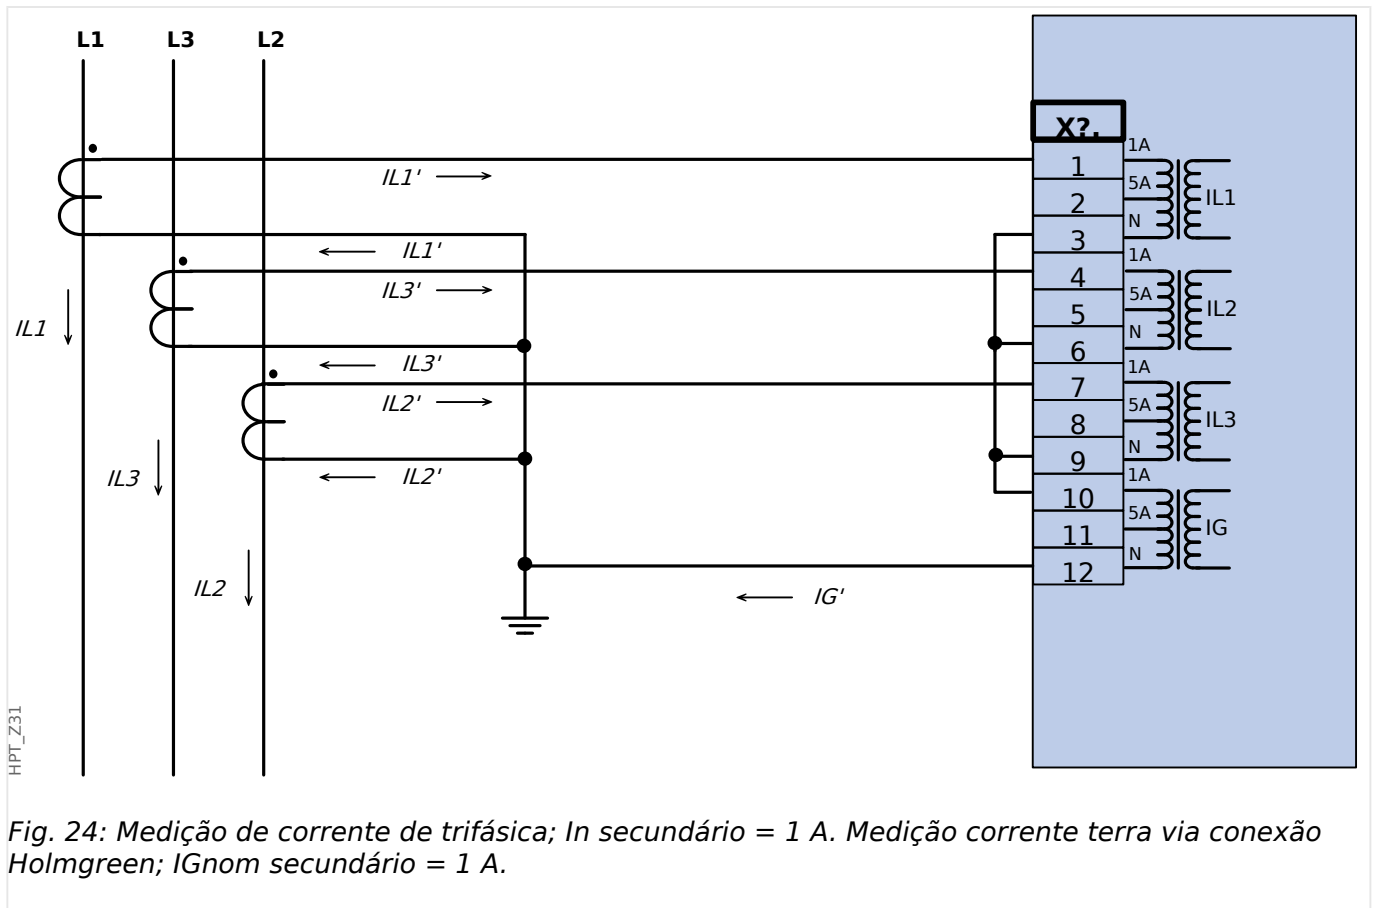 L1 L3 L2
X?.
1
2
3
4
5
6
7
8
9
10
11
12
1A
5A
N
IL1
1A
5A
N
IL2
1A
5A
N
IL3
1A
5A
N
IG
IL1'
IL1'
IL3'
IL3'
IL2'
IL2'
IG'
IL1
IL3
IL2
HPT_Z31
Fig. 24: Medição de corrente de trifásica; In secundário = 1 A. Medição corrente terra via conexão
Holmgreen; IGnom secundário = 1 A.